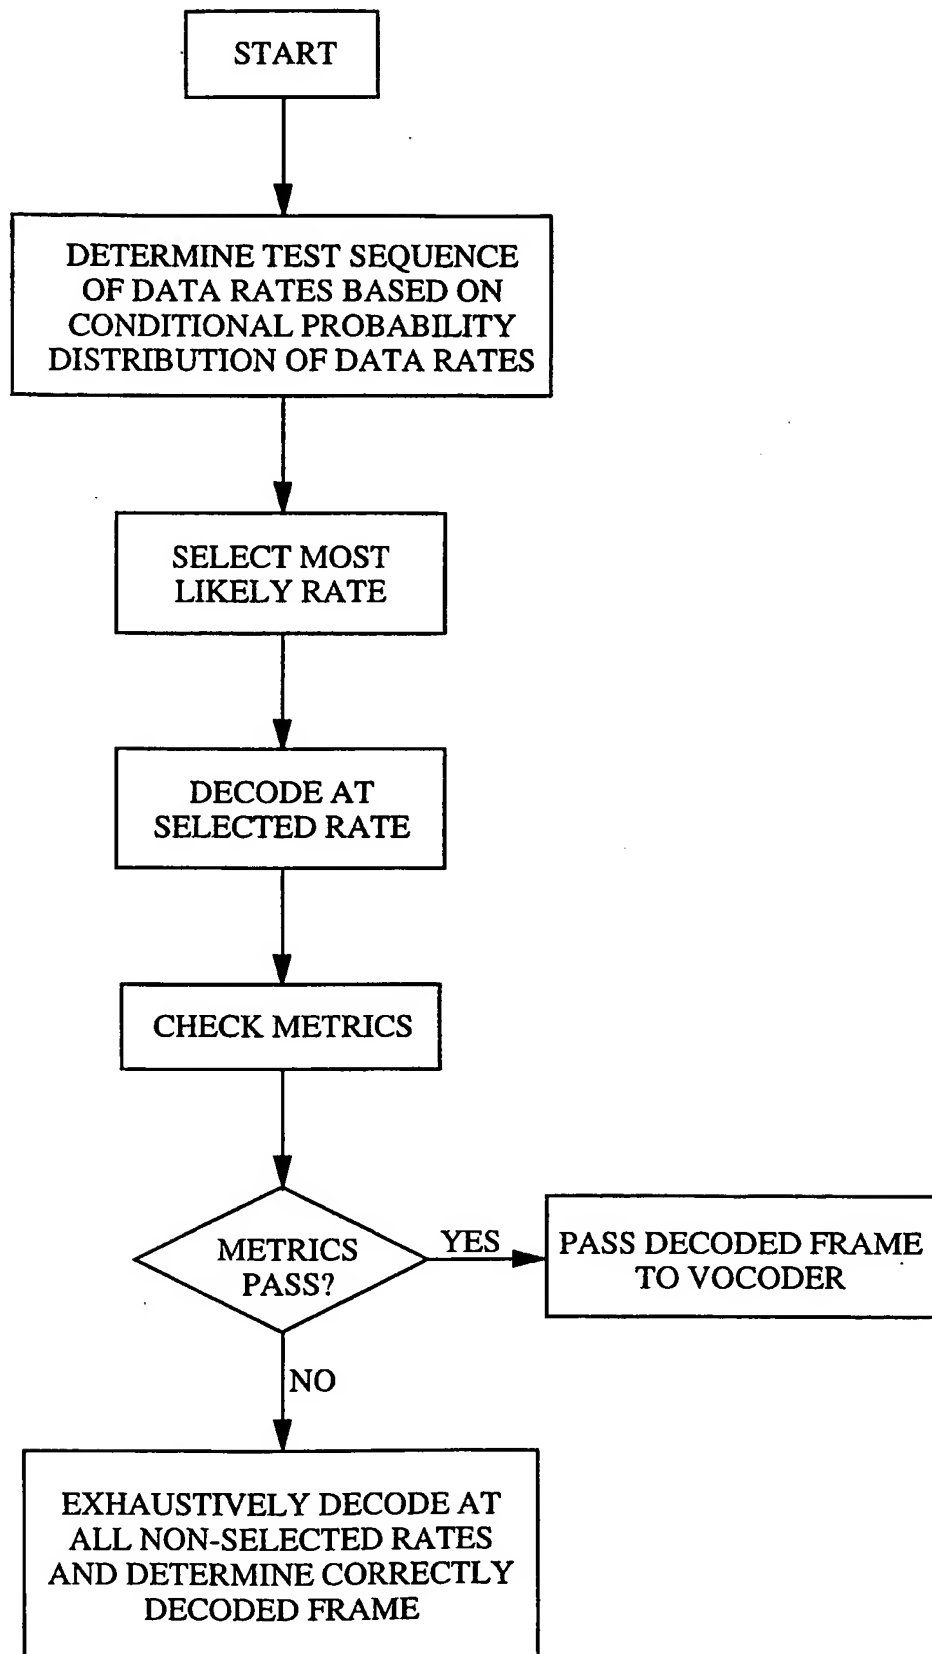 START
DETERMINE TEST SEQUENCE
OF DATA RATES BASED ON
CONDITIONAL PROBABILITY
DISTRIBUTION OF DATA RATES
SELECT MOST
LIKELY RATE
DECODE AT
SELECTED RATE
CHECK METRICS
METRICS
PASS?
YES
PASS DECODED FRAME
TO VOCODER
NO
EXHAUSTIVELY DECODE AT
ALL NON-SELECTED RATES
AND DETERMINE CORRECTLY
DECODED FRAME